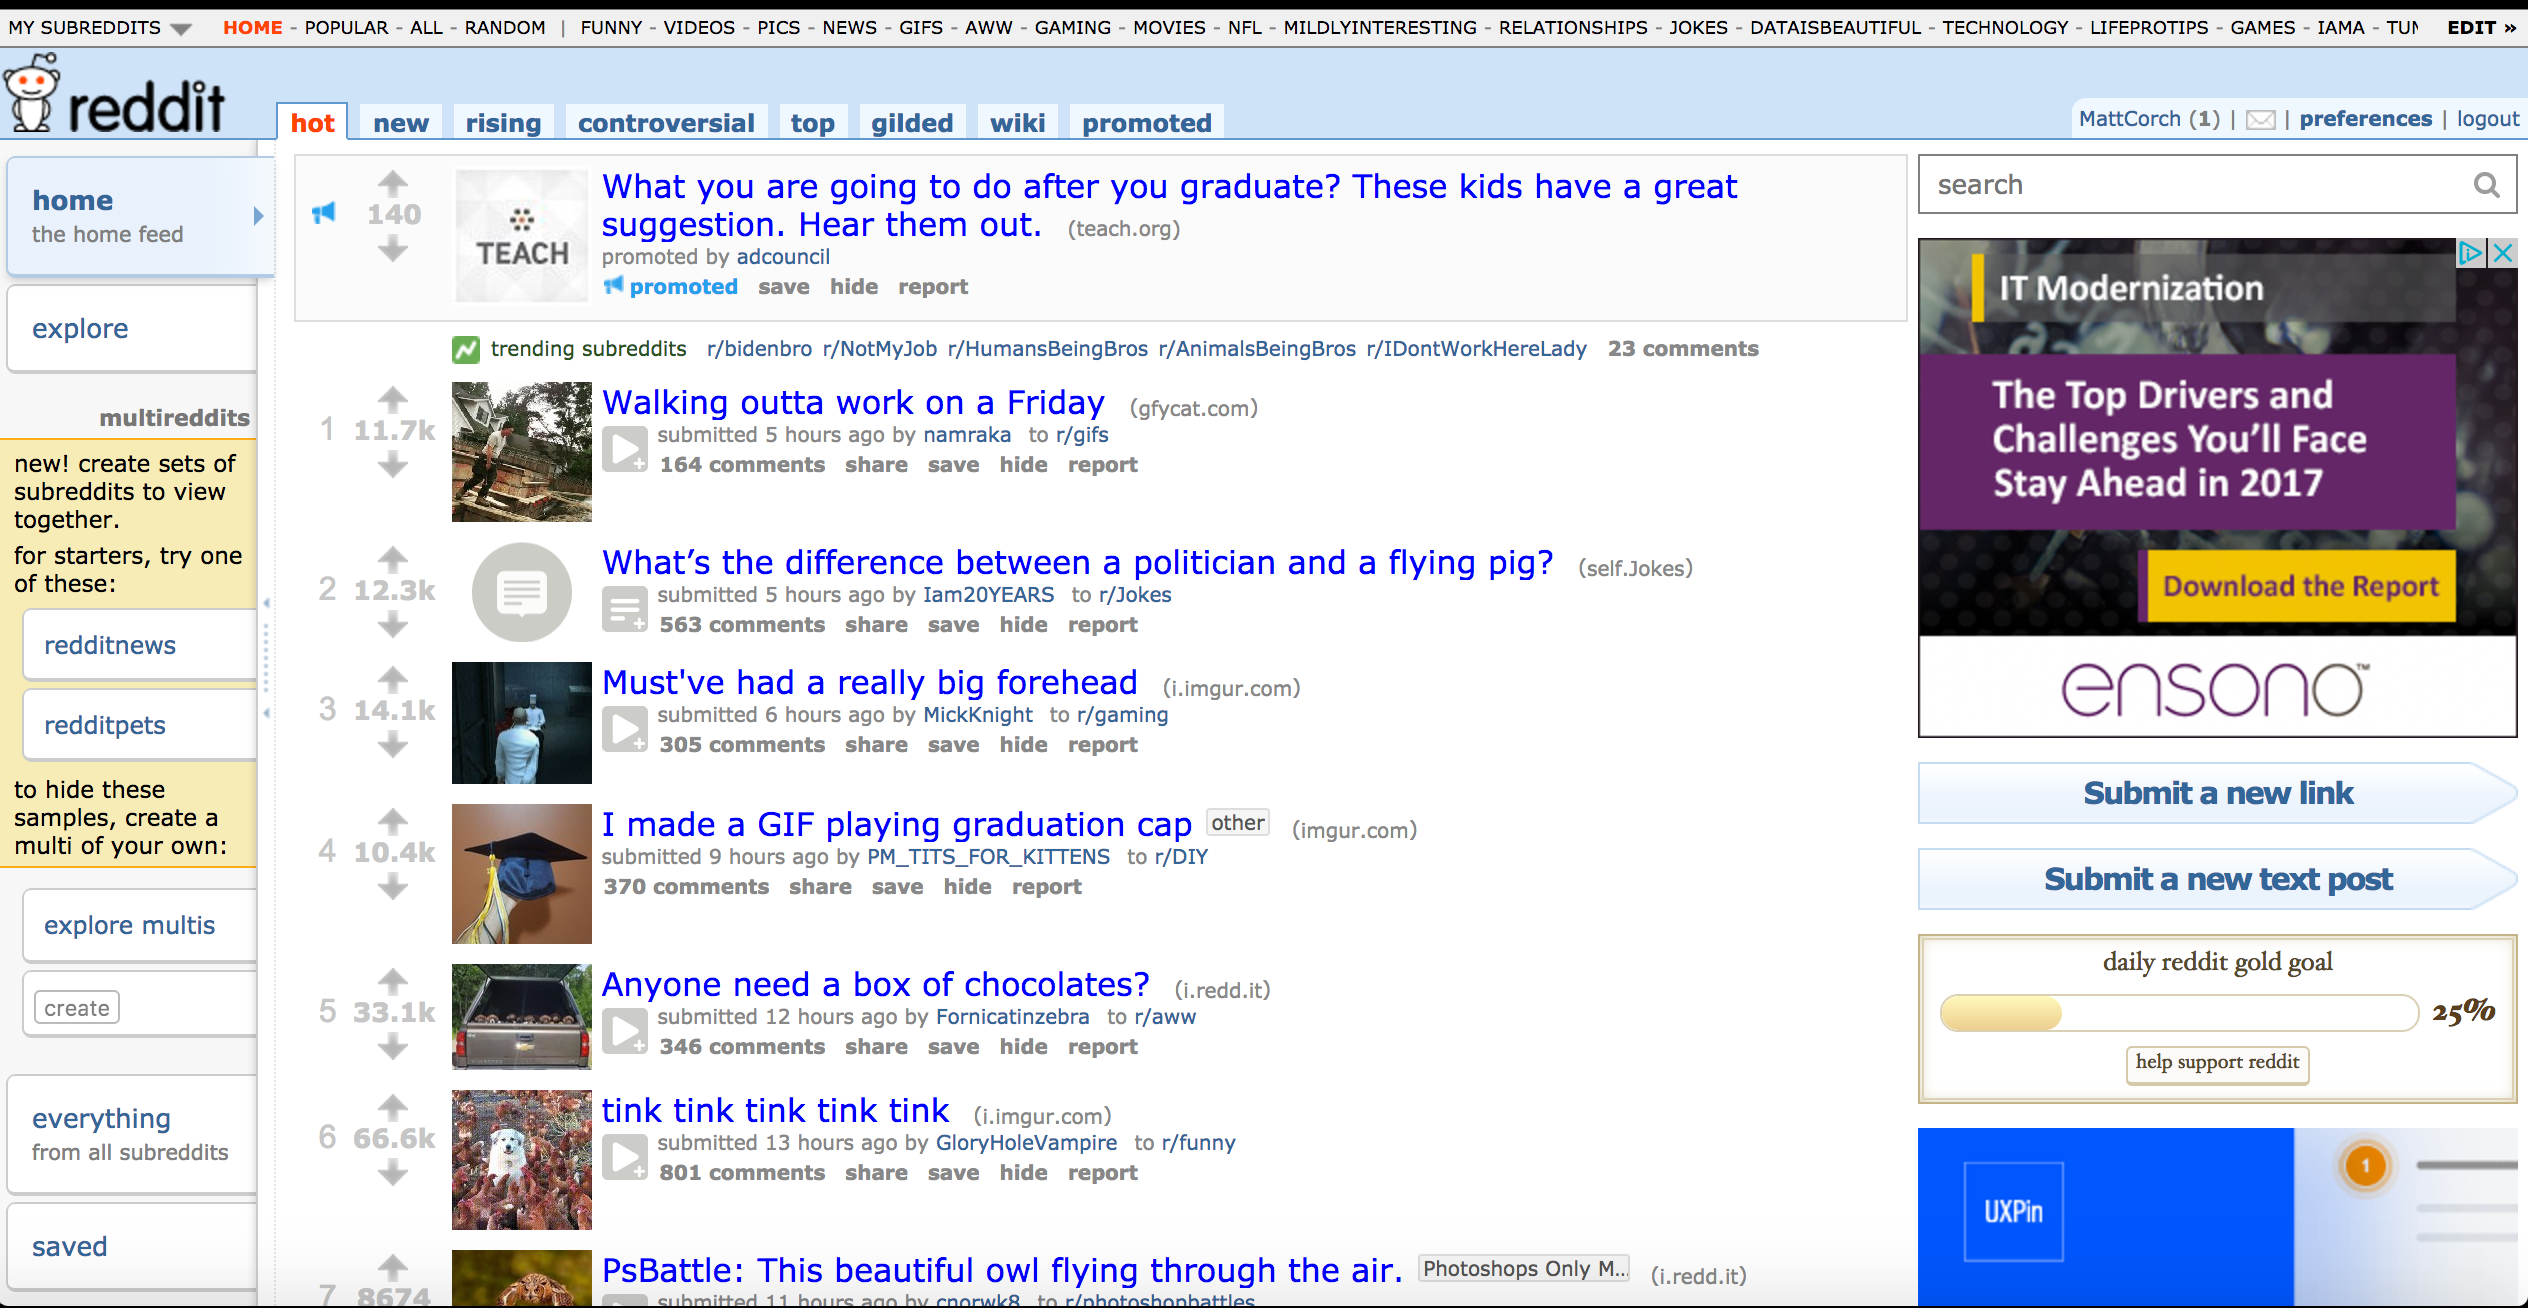 MY SUBREDDITS HOME - POPULAR - ALL - RANDOM | FUNNY - VIDEOS - PICS - NEWS - GIFS - AWW - GAMING - MOVIES - NFL - MILDLYINTERESTING - RELATIONSHIPS - JOKES - DATAISBEAUTIFUL - TECHNOLOGY - LIFEPROTIPS - GAMES - IAMA - TUN EDIT »
reddit
hot new rising controversial top gilded wiki promoted
MattCorch (1) | | preferences | logout
home
the home feed
explore
multireddits
new! create sets of
subreddits to view
together.
for starters, try one
of these:
redditnews
redditpets
to hide these
samples, create a
multi of your own:
explore multis
create
everything
from all subreddits
saved
140
TEACH
What you are going to do after you graduate? These kids have a great
suggestion. Hear them out. (teach.org)
promoted by adcouncil
promoted save hide report
trending subreddits r/bidenbro r/NotMyJob r/HumansBeingBros r/AnimalsBeingBros r/IDontWorkHereLady 23 comments
1 11.7k
Walking outta work on a Friday (gfycat.com)
submitted 5 hours ago by namraka to r/gifs
164 comments share save hide report
2 12.3k
What's the difference between a politician and a flying pig? (self.Jokes)
submitted 5 hours ago by Iam20YEARS to r/Jokes
563 comments share save hide report
3 14.1k
Must've had a really big forehead (i.imgur.com)
submitted 6 hours ago by MickKnight to r/gaming
305 comments share save hide report
4 10.4k
I made a GIF playing graduation cap other (imgur.com)
submitted 9 hours ago by PM_TITS_FOR_KITTENS to r/DIY
370 comments share save hide report
5 33.1k
Anyone need a box of chocolates? (i.redd.it)
submitted 12 hours ago by Fornicatinzebra to r/aww
346 comments share save hide report
6 66.6k
tink tink tink tink tink (i.imgur.com)
submitted 13 hours ago by GloryHoleVampire to r/funny
801 comments share save hide report
7 8674
PsBattle: This beautiful owl flying through the air. Photoshops Only M... (i.redd.it)
submitted 11 hours ago by cnorwk8 to r/photoshopbattles
search
IT Modernization
The Top Drivers and
Challenges You'll Face
Stay Ahead in 2017
Download the Report
ensono™
Submit a new link
Submit a new text post
daily reddit gold goal
25%
help support reddit
UXPin
1